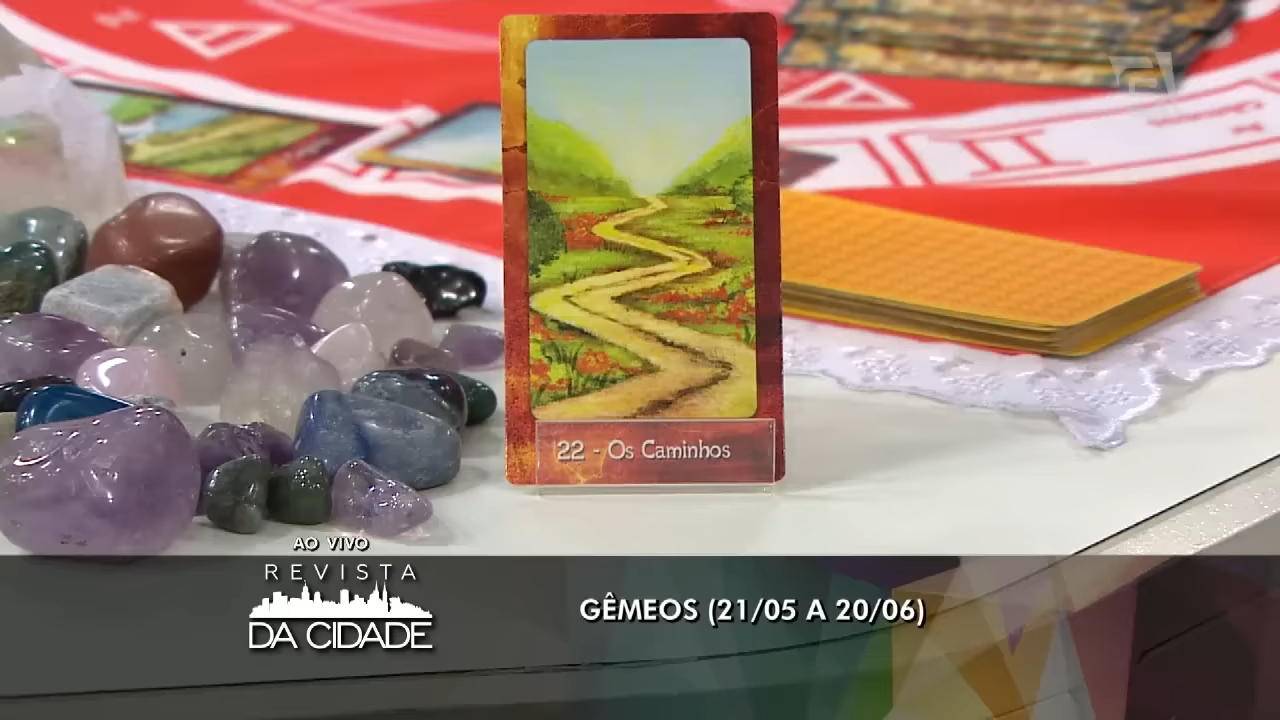 22 - Os Caminhos
AO VIVO
REVISTA
DA CIDADE
GÊMEOS (21/05 A 20/06)